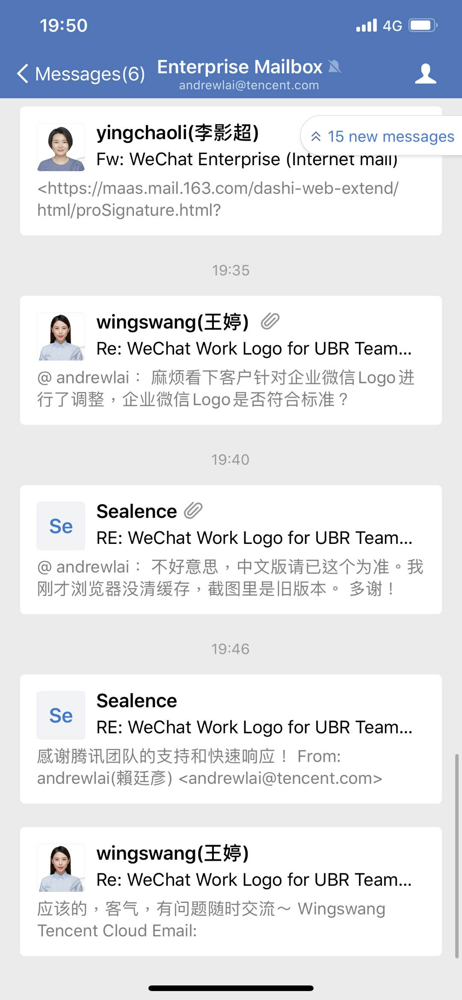 19:50
4G
Messages(6)
Enterprise Mailbox
andrewlai@tencent.com
yingchaoli(李影超)
15 new messages
Fw: WeChat Enterprise (Internet mail)
<https://maas.mail.163.com/dashi-web-extend/
html/proSignature.html?
19:35
wingswang(王婷)
Re: WeChat Work Logo for UBR Team...
@ andrewlai： 麻烦看下客户针对企业微信Logo进
行了调整，企业微信Logo是否符合标准？
19:40
Se
Sealence
RE: WeChat Work Logo for UBR Team...
@ andrewlai： 不好意思，中文版请已这个为准。我
刚才浏览器没清缓存，截图里是旧版本。 多谢！
19:46
Se
Sealence
RE: WeChat Work Logo for UBR Team...
感谢腾讯团队的支持和快速响应！ From:
andrewlai(賴廷彥) <andrewlai@tencent.com>
wingswang(王婷)
Re: WeChat Work Logo for UBR Team...
应该的，客气，有问题随时交流～ Wingswang
Tencent Cloud Email: